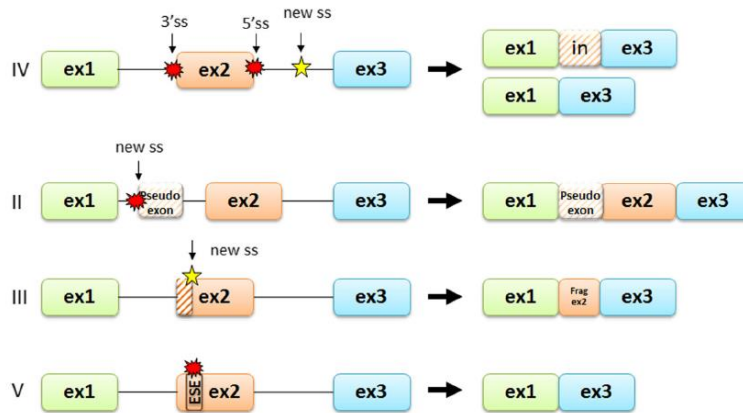 new ss
3'ss 5'ss
IV ex1 ex2 ex3 ex1 in ex3
ex1 ex3
new ss
II ex1 Pseudo exon ex2 ex3 ex1 Pseudo exon ex2 ex3
new ss
III ex1 ex2 ex3 ex1 Frag ex2 ex3
V ex1 ESE ex2 ex3 ex1 ex3